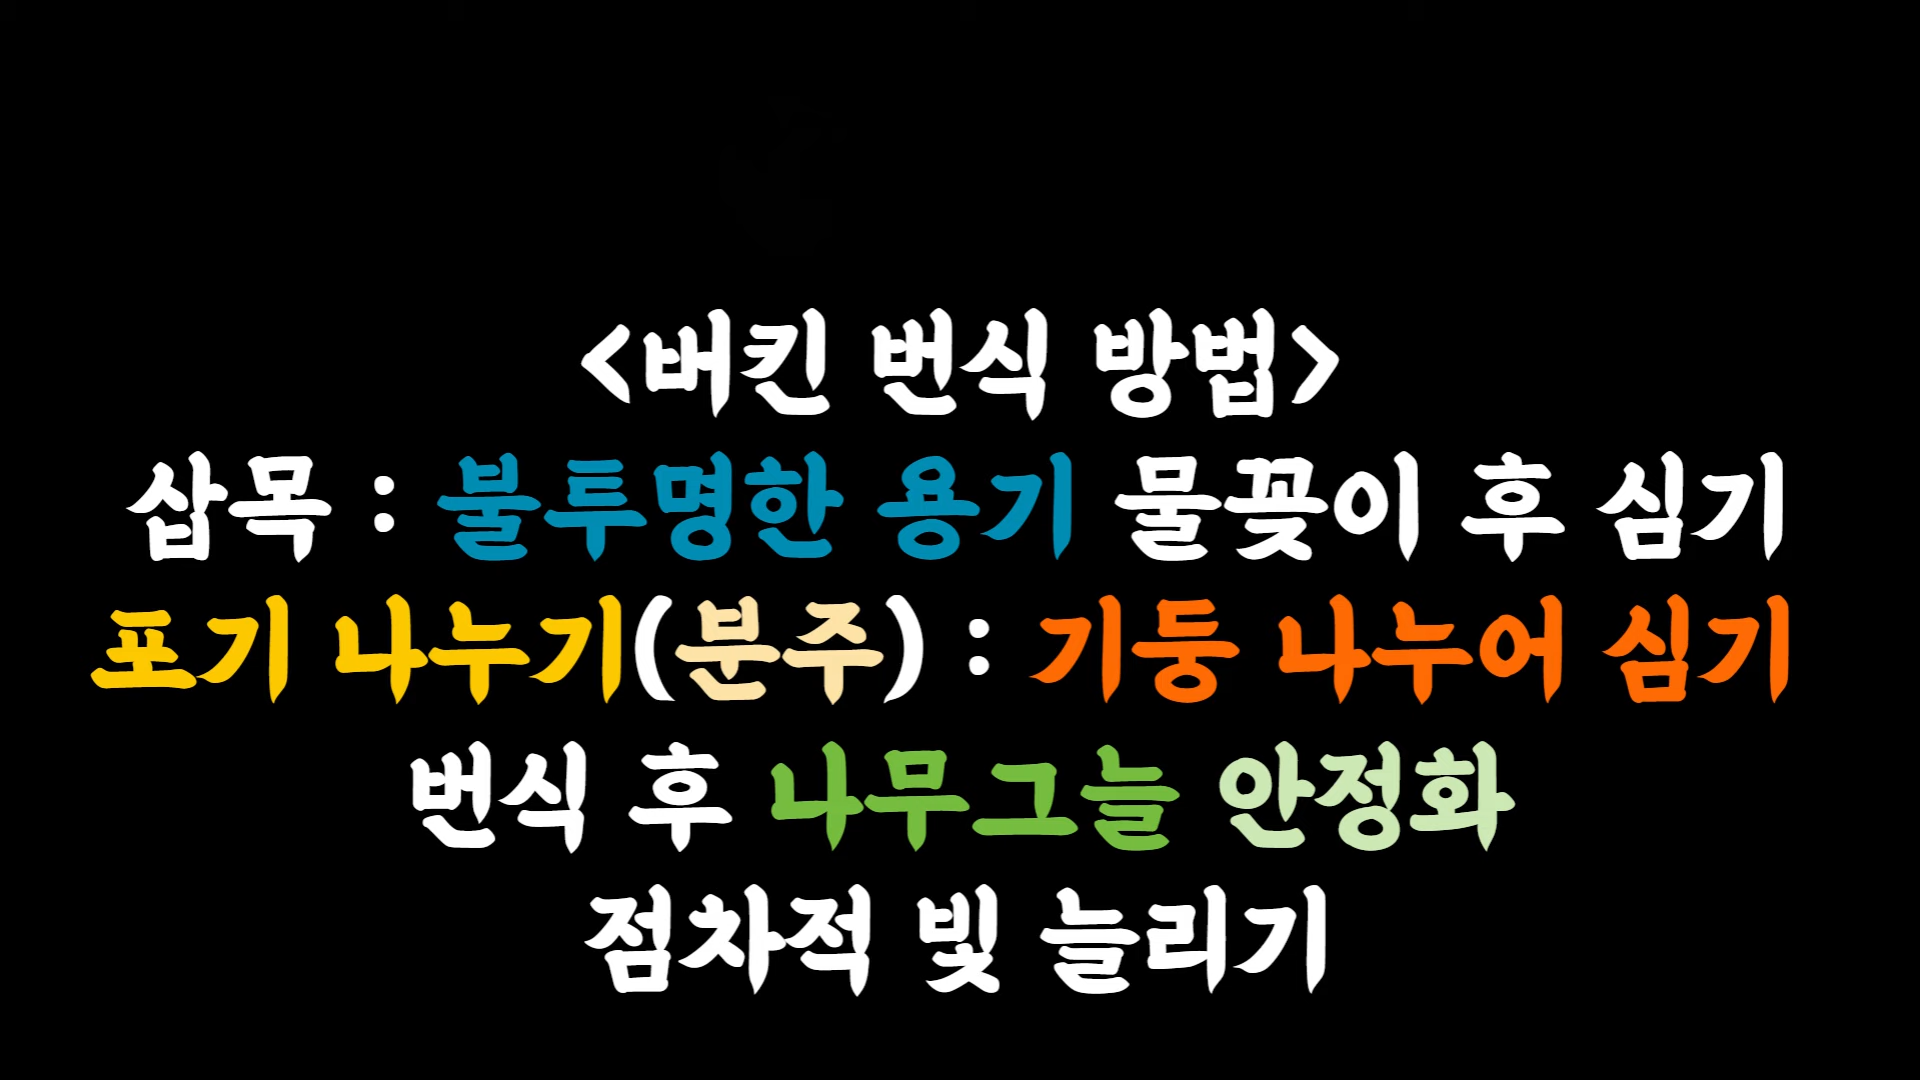 <버킨 번식 방법>
삽목 : 불투명한 용기 물꽂이 후 심기
포기 나누기(분주) : 기둥 나누어 심기
번식 후 나무그늘 안정화
점차적 빛 늘리기